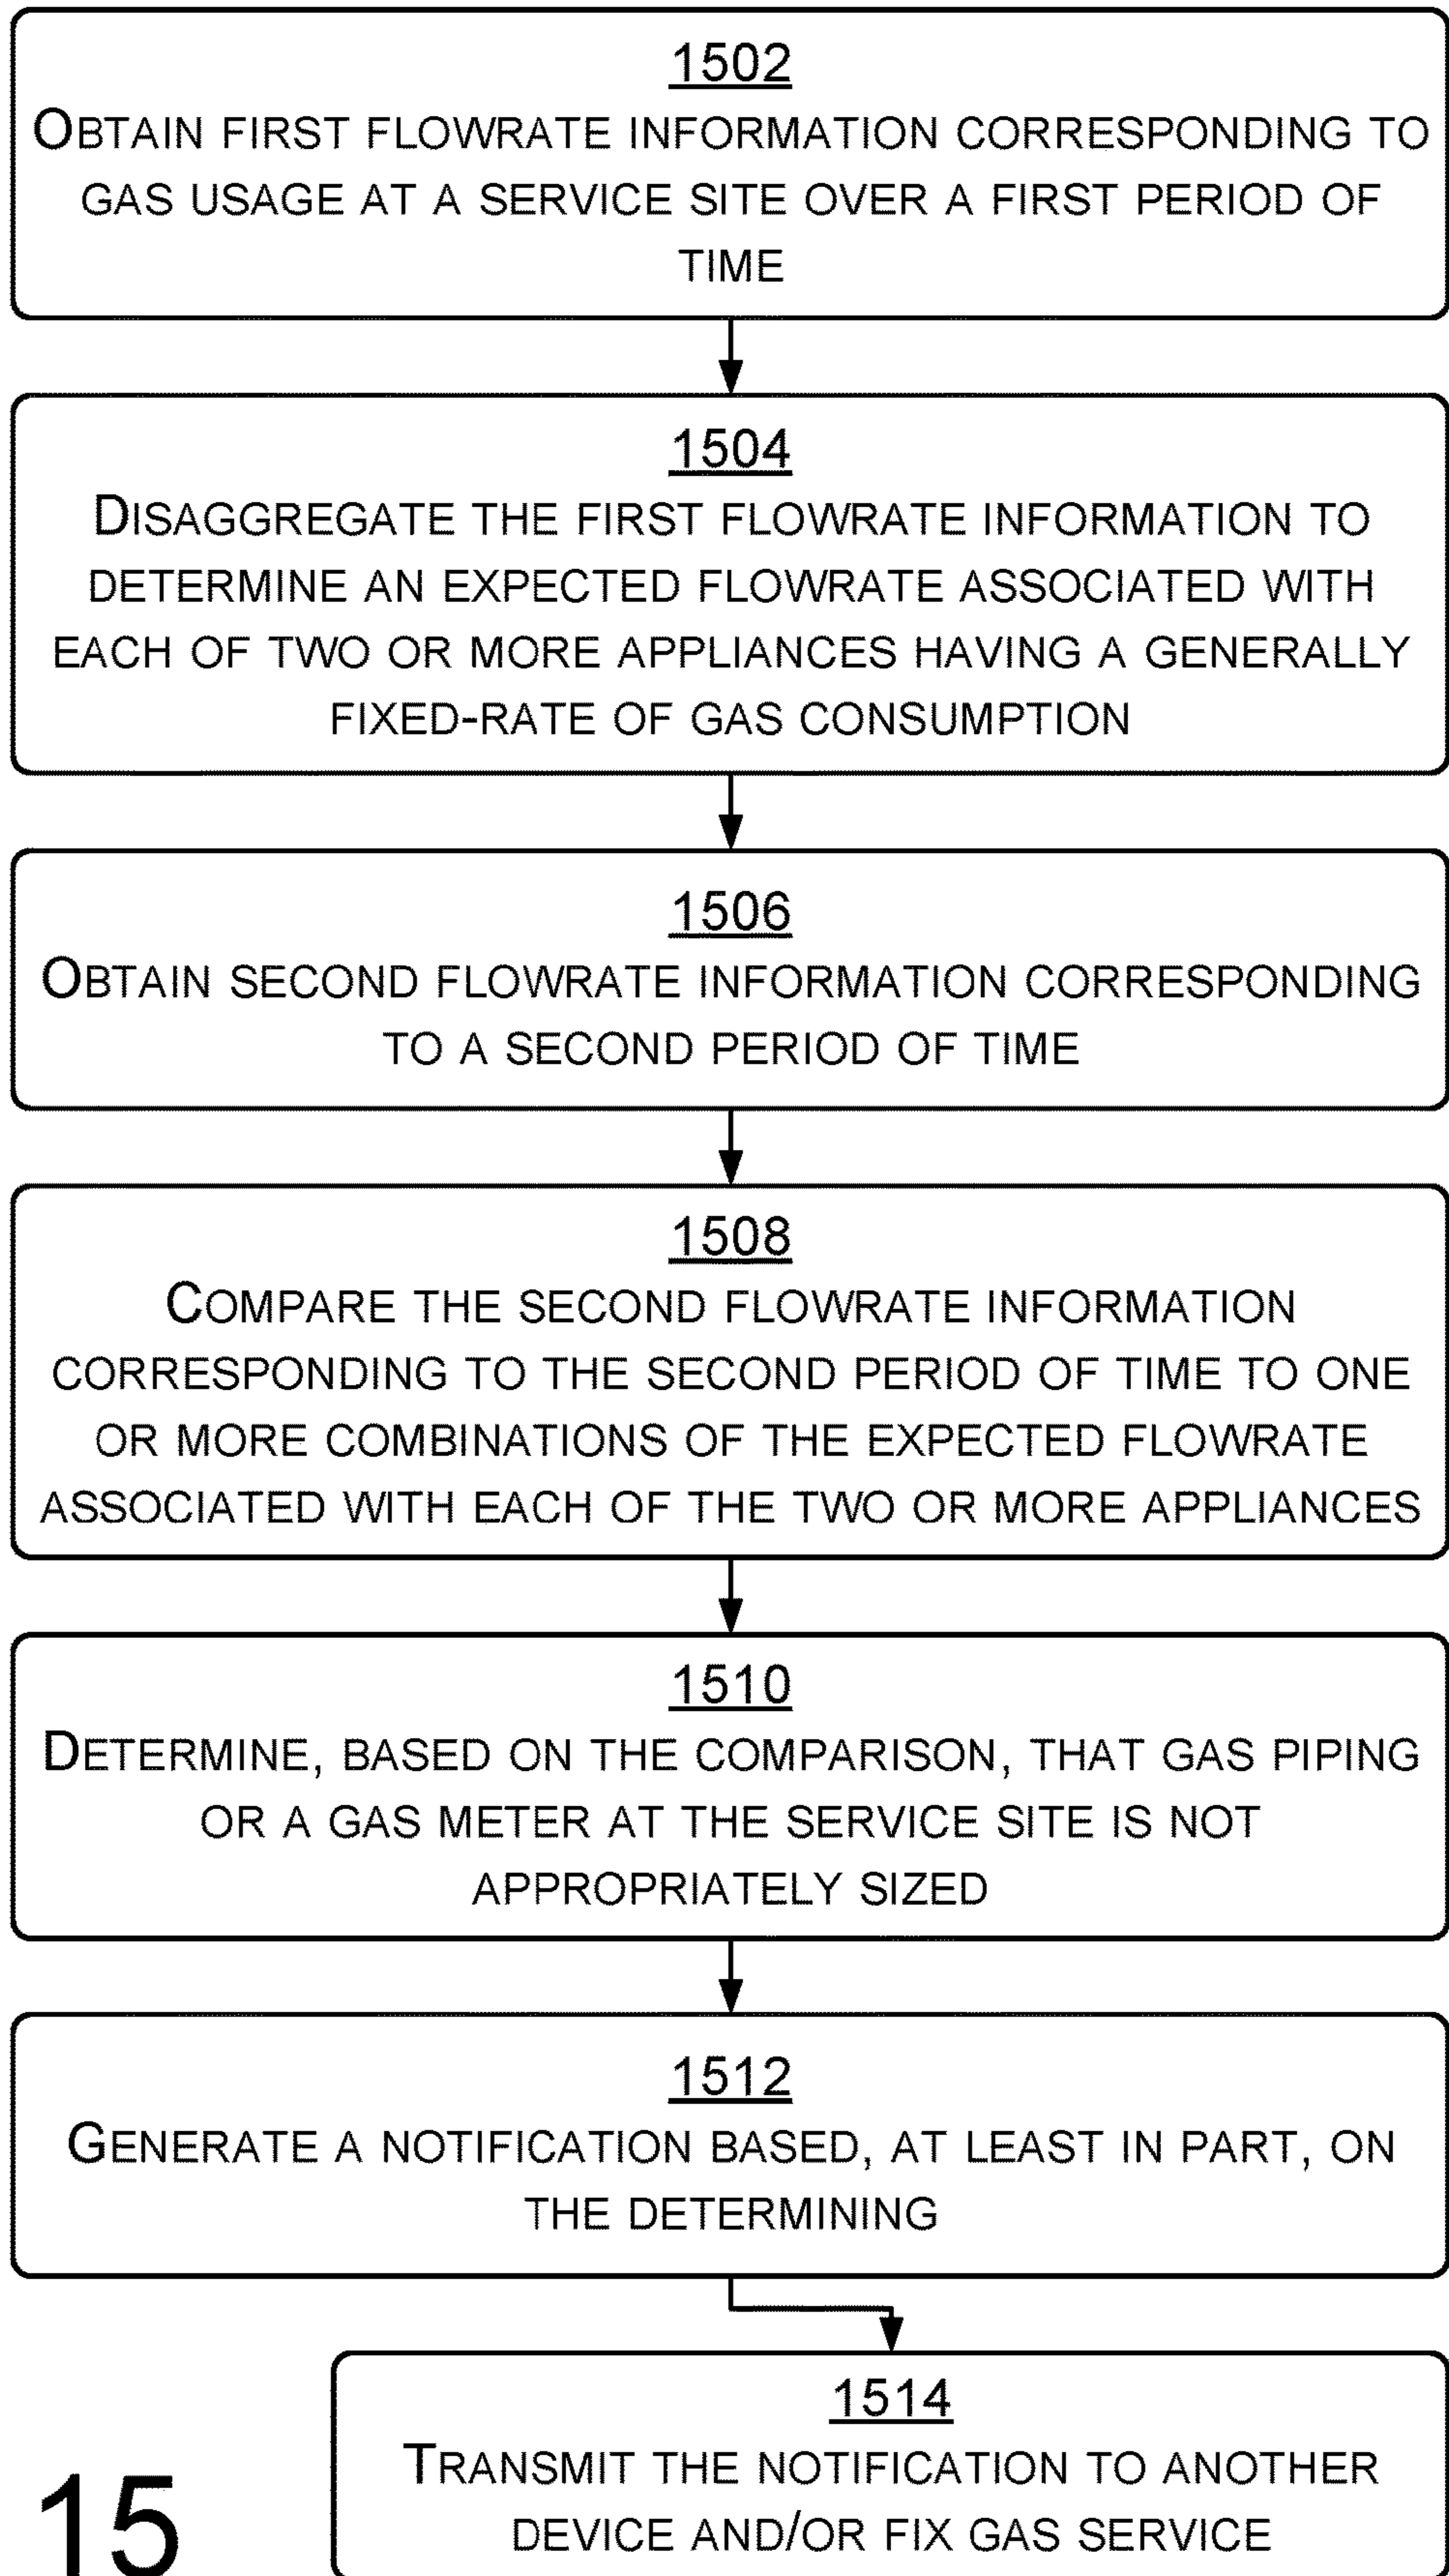 1502
OBTAIN FIRST FLOWRATE INFORMATION CORRESPONDING TO
GAS USAGE AT A SERVICE SITE OVER A FIRST PERIOD OF
TIME
1504
DISAGGREGATE THE FIRST FLOWRATE INFORMATION TO
DETERMINE AN EXPECTED FLOWRATE ASSOCIATED WITH
EACH OF TWO OR MORE APPLIANCES HAVING A GENERALLY
FIXED-RATE OF GAS CONSUMPTION
1506
OBTAIN SECOND FLOWRATE INFORMATION CORRESPONDING
TO A SECOND PERIOD OF TIME
1508
COMPARE THE SECOND FLOWRATE INFORMATION
CORRESPONDING TO THE SECOND PERIOD OF TIME TO ONE
OR MORE COMBINATIONS OF THE EXPECTED FLOWRATE
ASSOCIATED WITH EACH OF THE TWO OR MORE APPLIANCES
1510
DETERMINE, BASED ON THE COMPARISON, THAT GAS PIPING
OR A GAS METER AT THE SERVICE SITE IS NOT
APPROPRIATELY SIZED
1512
GENERATE A NOTIFICATION BASED, AT LEAST IN PART, ON
THE DETERMINING
1514
TRANSMIT THE NOTIFICATION TO ANOTHER
DEVICE AND/OR FIX GAS SERVICE
15